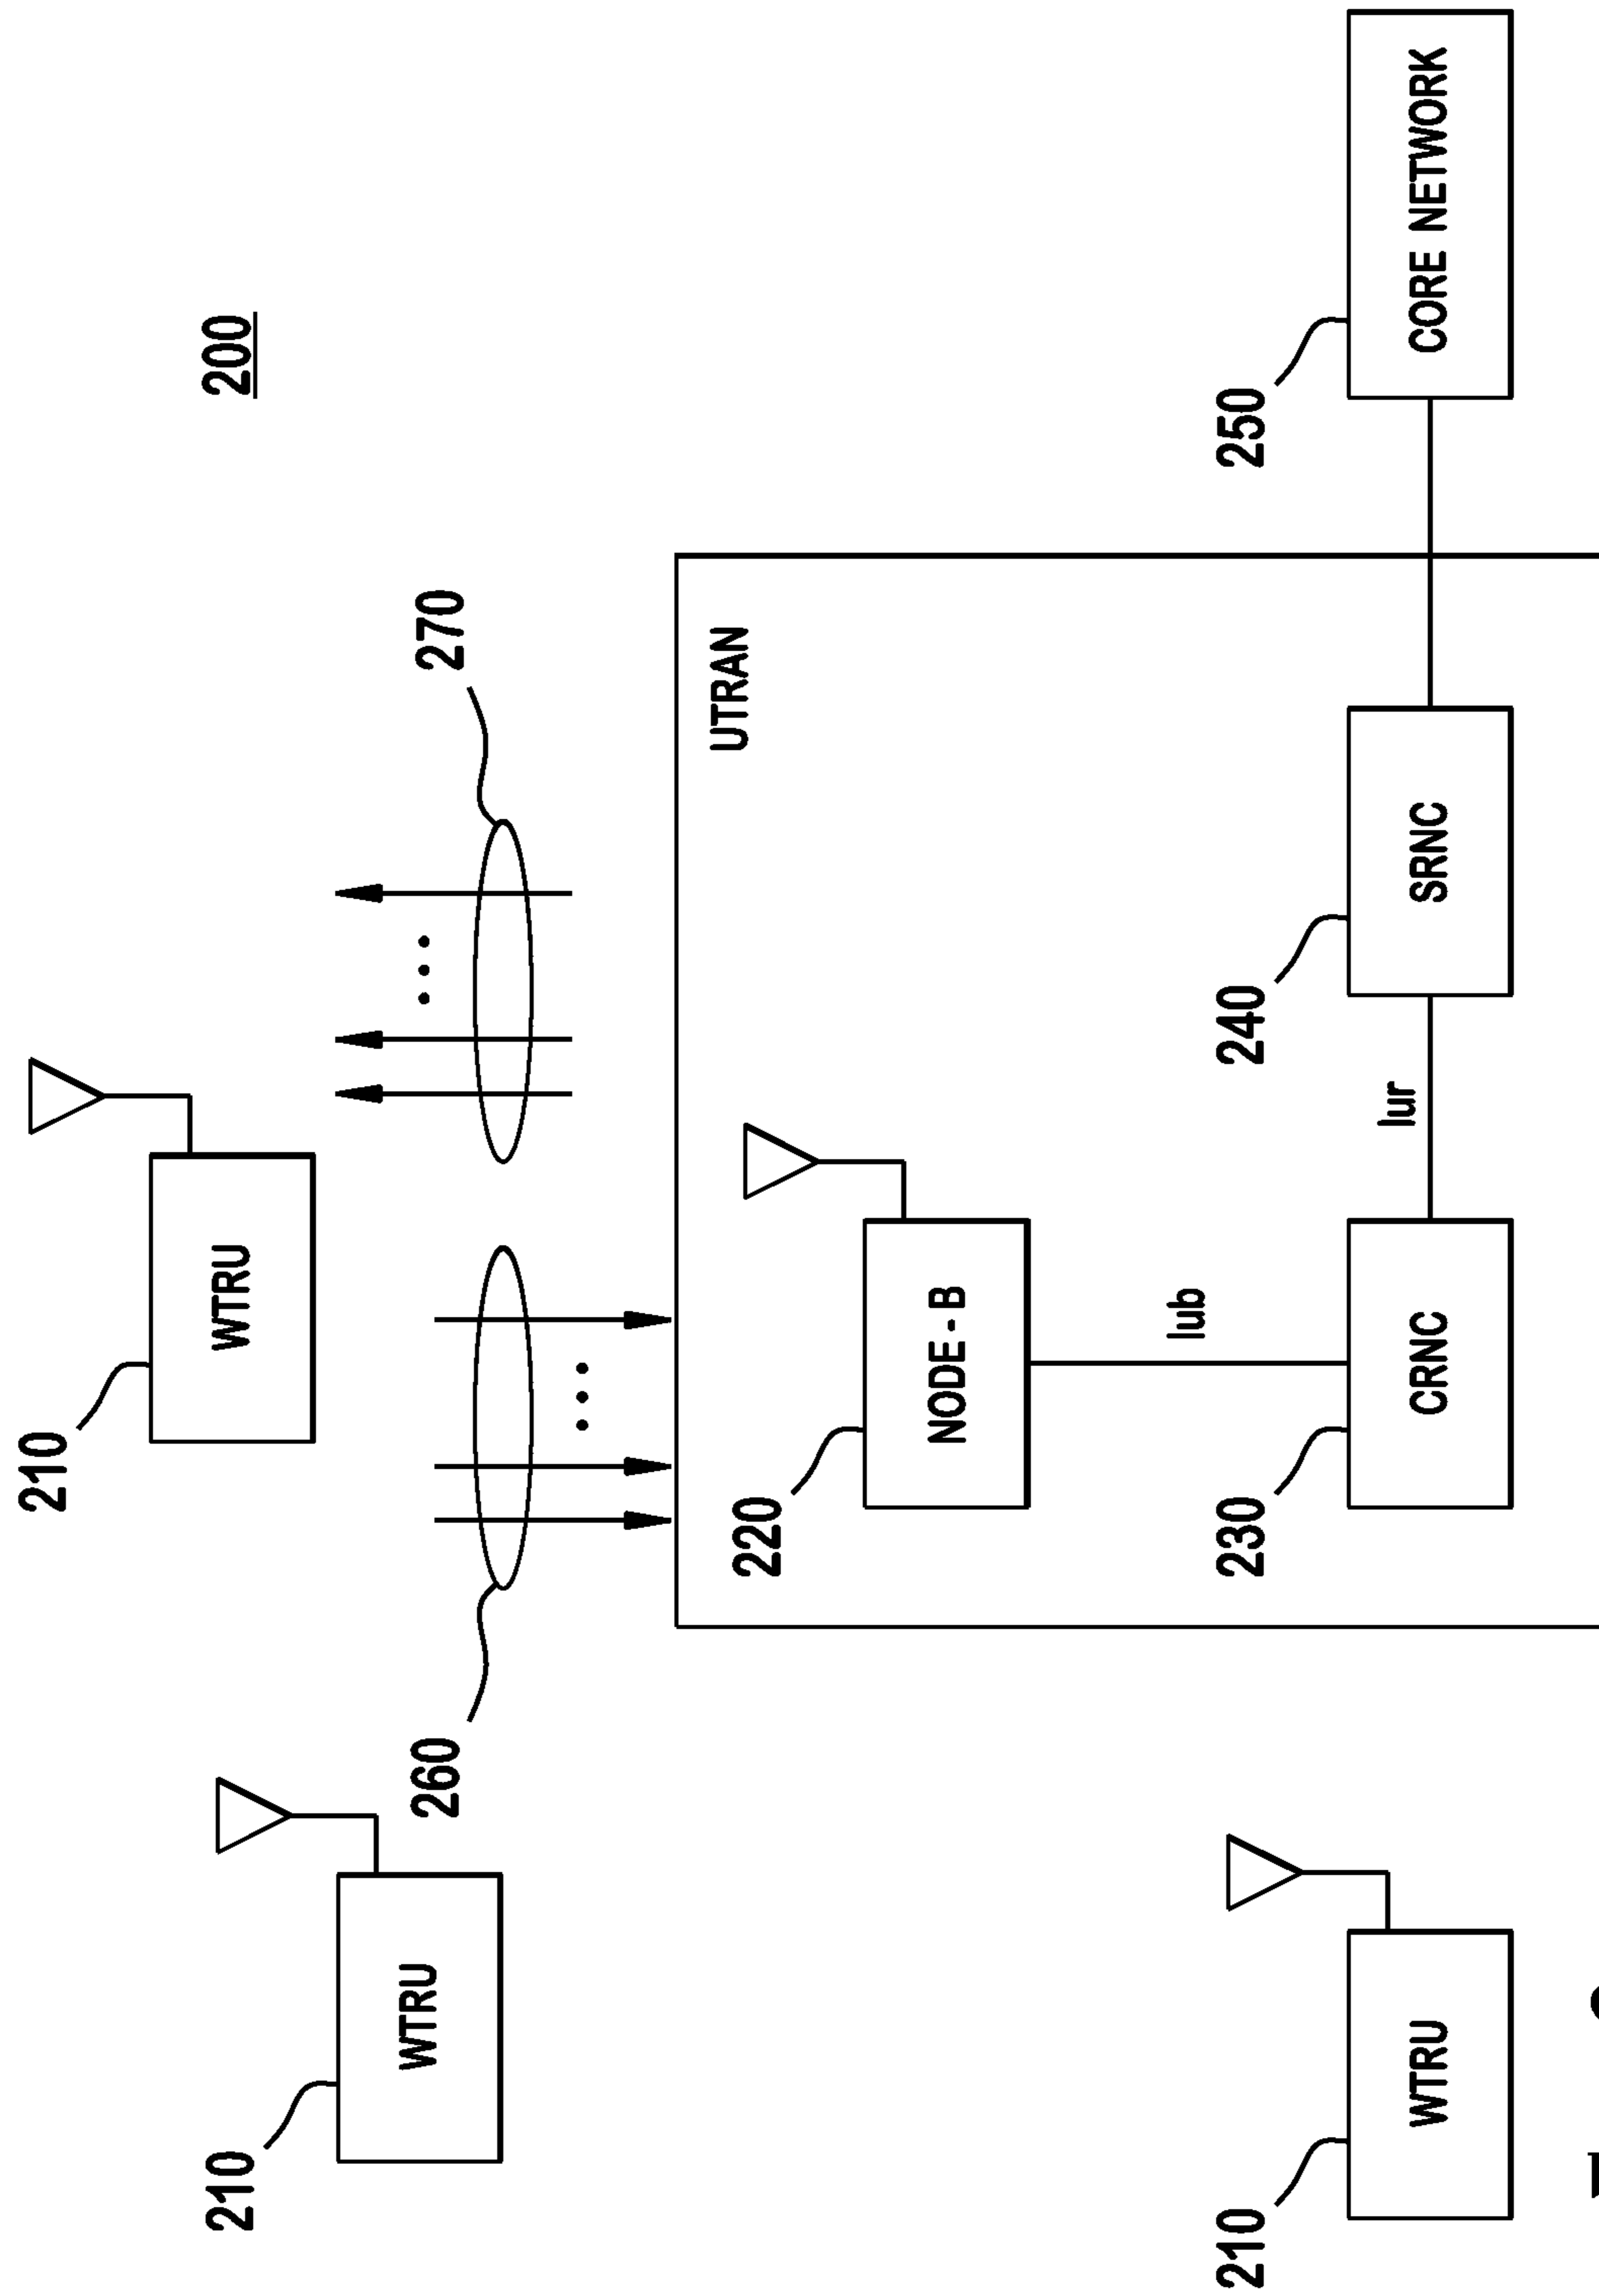 200
210
WTRU
210
WTRU
260
270
UTRAN
220
NODE - B
Iub
230
CRNC
Iur
240
SRNC
250
CORE NETWORK
210
WTRU